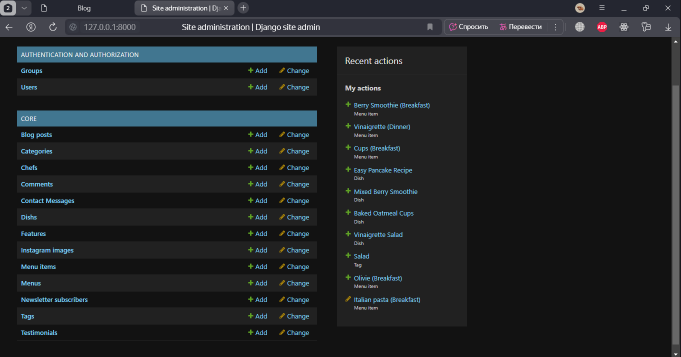 2
Blog
Site administration | Dj
127.0.0.1:8000
Site administration | Django site admin
Спросить
Перевести
ABP
AUTHENTICATION AND AUTHORIZATION
Groups + Add Change
Users + Add Change
CORE
Blog posts + Add Change
Categories + Add Change
Chefs + Add Change
Comments + Add Change
Contact Messages + Add Change
Dishs + Add Change
Features + Add Change
Instagram images + Add Change
Menu items + Add Change
Menus + Add Change
Newsletter subscribers + Add Change
Tags + Add Change
Testimonials + Add Change
Recent actions
My actions
+ Berry Smoothie (Breakfast)
Menu item
+ Vinaigrette (Dinner)
Menu item
+ Cups (Breakfast)
Menu item
+ Easy Pancake Recipe
Dish
+ Mixed Berry Smoothie
Dish
+ Baked Oatmeal Cups
Dish
+ Vinaigrette Salad
Dish
+ Salad
Tag
+ Olivie (Breakfast)
Menu item
Italian pasta (Breakfast)
Menu item